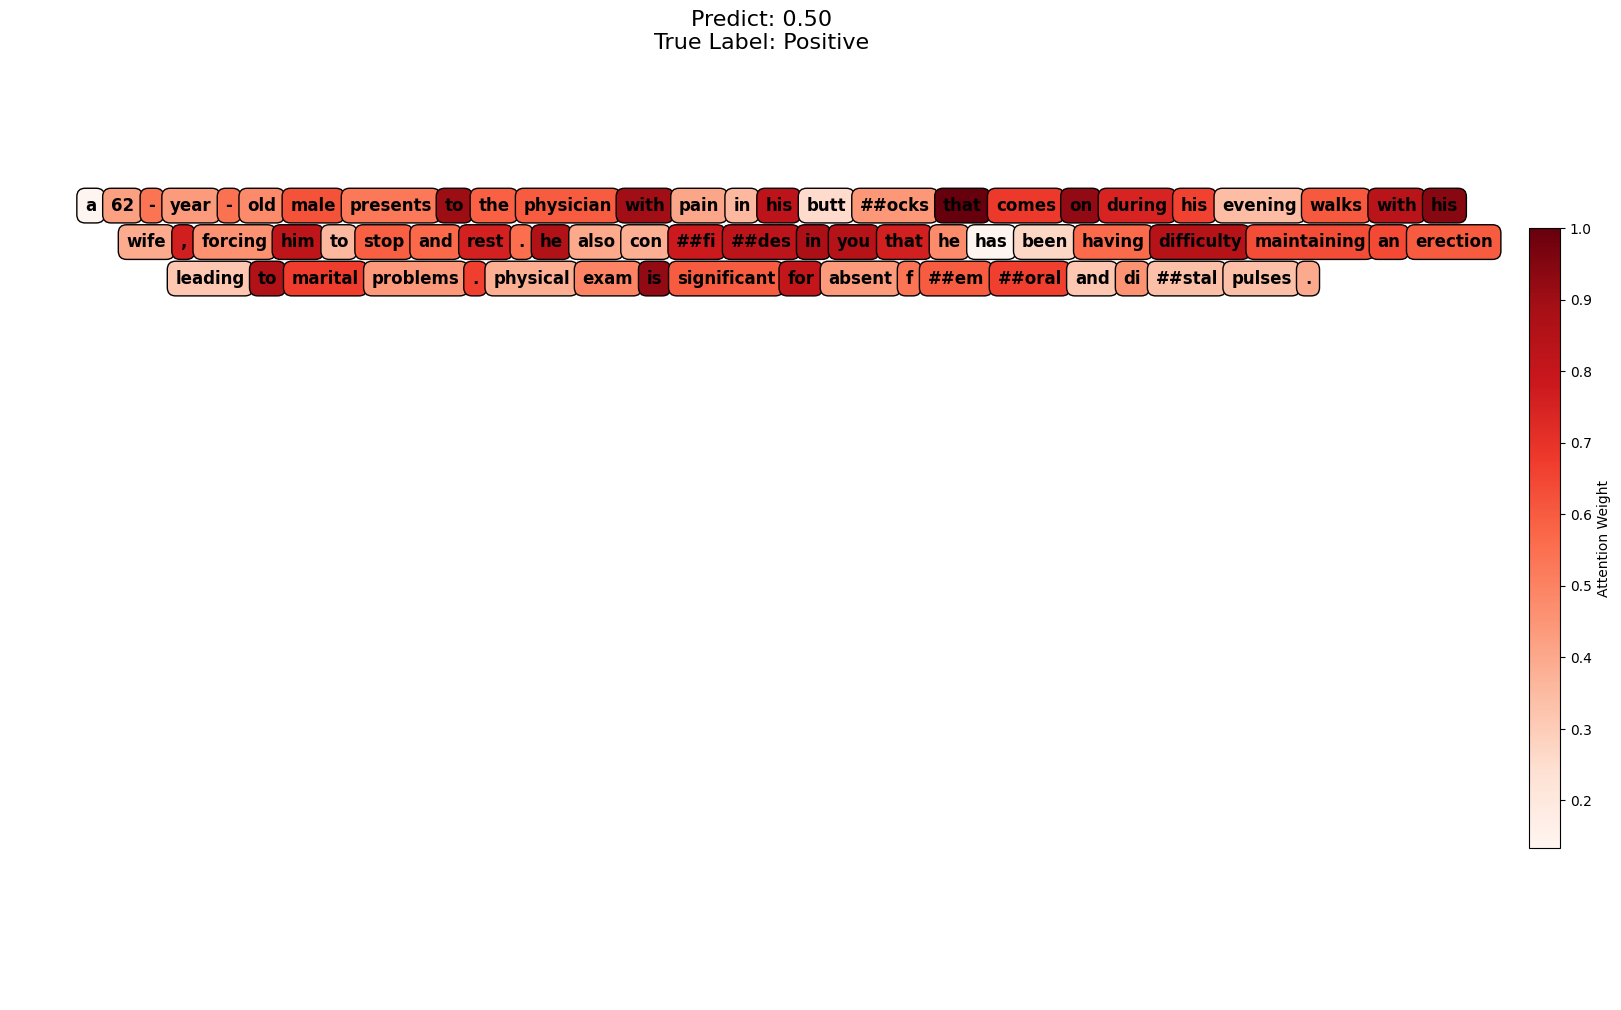 Predict: 0.50
True Label: Positive
a 62 - year - old male presents to the physician with pain in his butt ##ocks that comes on during his evening walks with his
wife , forcing him to stop and rest . he also con ##fi ##des in you that he has been having difficulty maintaining an erection
leading to marital problems . physical exam is significant for absent f ##em ##oral and di ##stal pulses .
1.0
0.9
0.8
0.7
0.6
0.5
0.4
0.3
0.2
Attention Weight